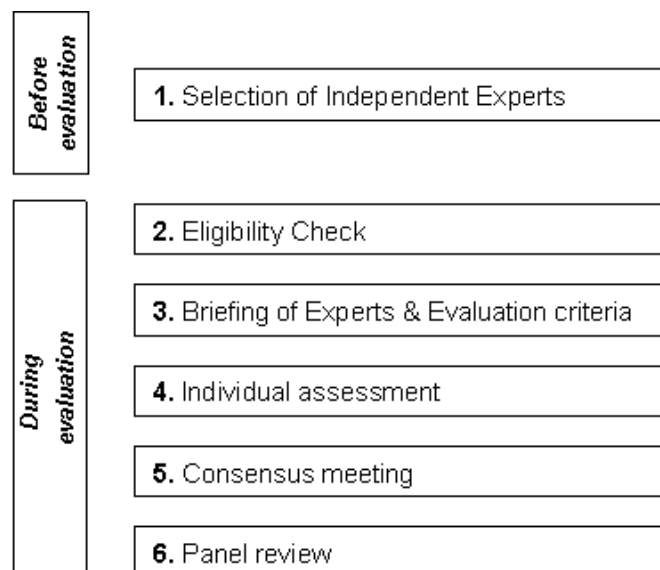 Before
evaluation
1. Selection of Independent Experts
During
evaluation
2. Eligibility Check
3. Briefing of Experts & Evaluation criteria
4. Individual assessment
5. Consensus meeting
6. Panel review